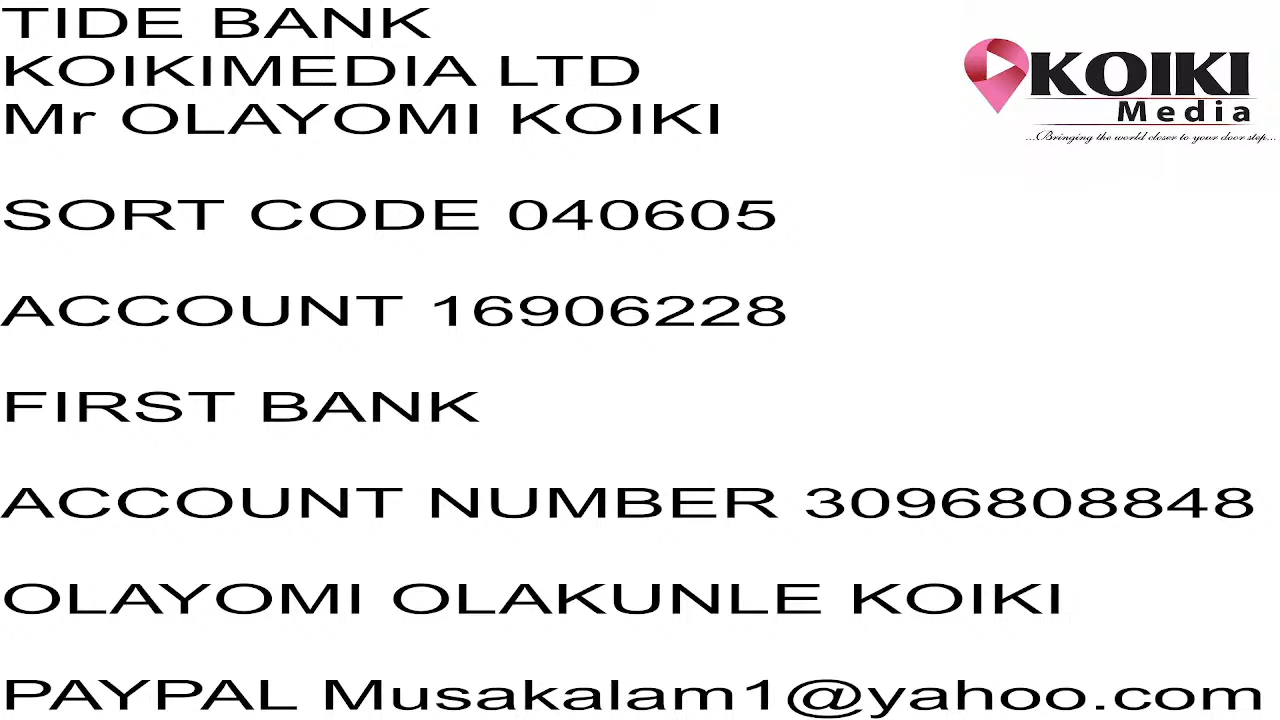 TIDE BANK
KOIKIMEDIA LTD
Mr OLAYOMI KOIKI
KOIKI
Media
...Bringing the world closer to your door step...
SORT CODE 040605
ACCOUNT 16906228
FIRST BANK
ACCOUNT NUMBER 3096808848
OLAYOMI OLAKUNLE KOIKI
PAYPAL Musakalam1@yahoo.com